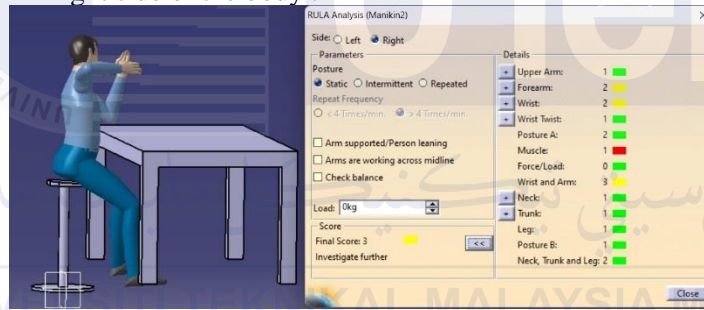 RULA Analysis (Manikin2)
Side: Left Right
Parameters
Posture
Static Intermittent Repeated
Repeat Frequency
< 4 Times/min. > 4 Times/min.
Arm supported/Person leaning
Arms are working across midline
Check balance
Load: 0kg
Score
Final Score: 3
<<
Investigate further
Details
+ Upper Arm: 1
+ Forearm: 2
+ Wrist: 2
+ Wrist Twist: 1
Posture A: 2
Muscle: 1
Force/Load: 0
Wrist and Arm: 3
+ Neck: 1
+ Trunk: 1
Leg: 1
Posture B: 1
Neck, Trunk and Leg: 2
Close